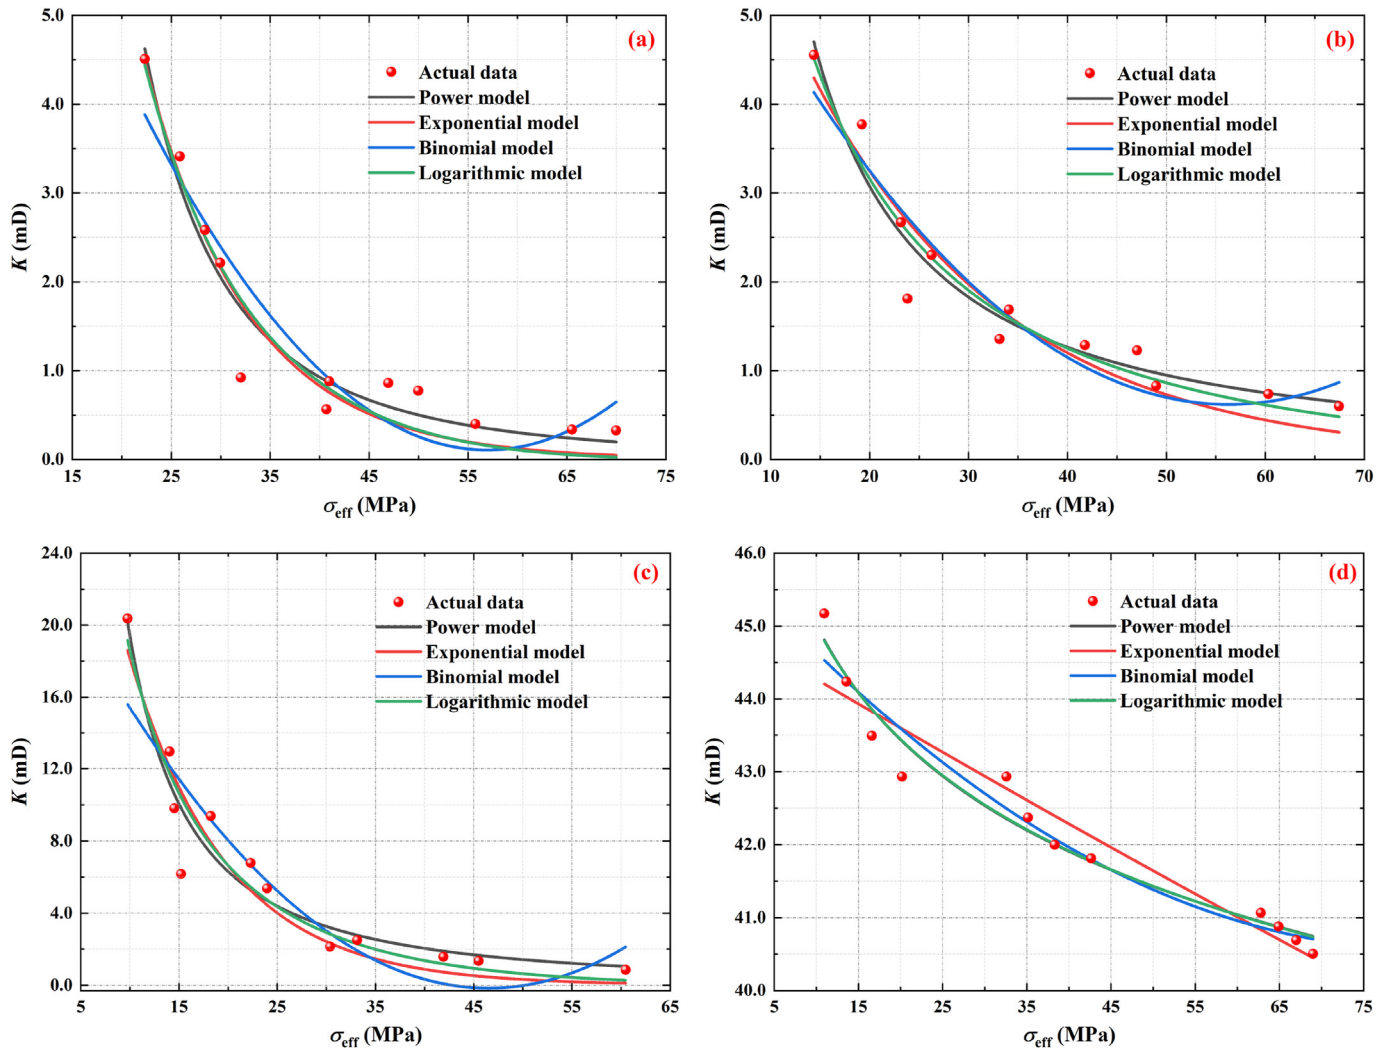 (a)
5.0
4.0
3.0
2.0
1.0
0.0
K (mD)
Actual data
Power model
Exponential model
Binomial model
Logarithmic model
15 25 35 45 55 65 75
σeff (MPa)
(b)
5.0
4.0
3.0
2.0
1.0
0.0
K (mD)
Actual data
Power model
Exponential model
Binomial model
Logarithmic model
10 20 30 40 50 60 70
σeff (MPa)
(c)
24.0
20.0
16.0
12.0
8.0
4.0
0.0
K (mD)
Actual data
Power model
Exponential model
Binomial model
Logarithmic model
5 15 25 35 45 55 65
σeff (MPa)
(d)
46.0
45.0
44.0
43.0
42.0
41.0
40.0
K (mD)
Actual data
Power model
Exponential model
Binomial model
Logarithmic model
5 15 25 35 45 55 65 75
σeff (MPa)